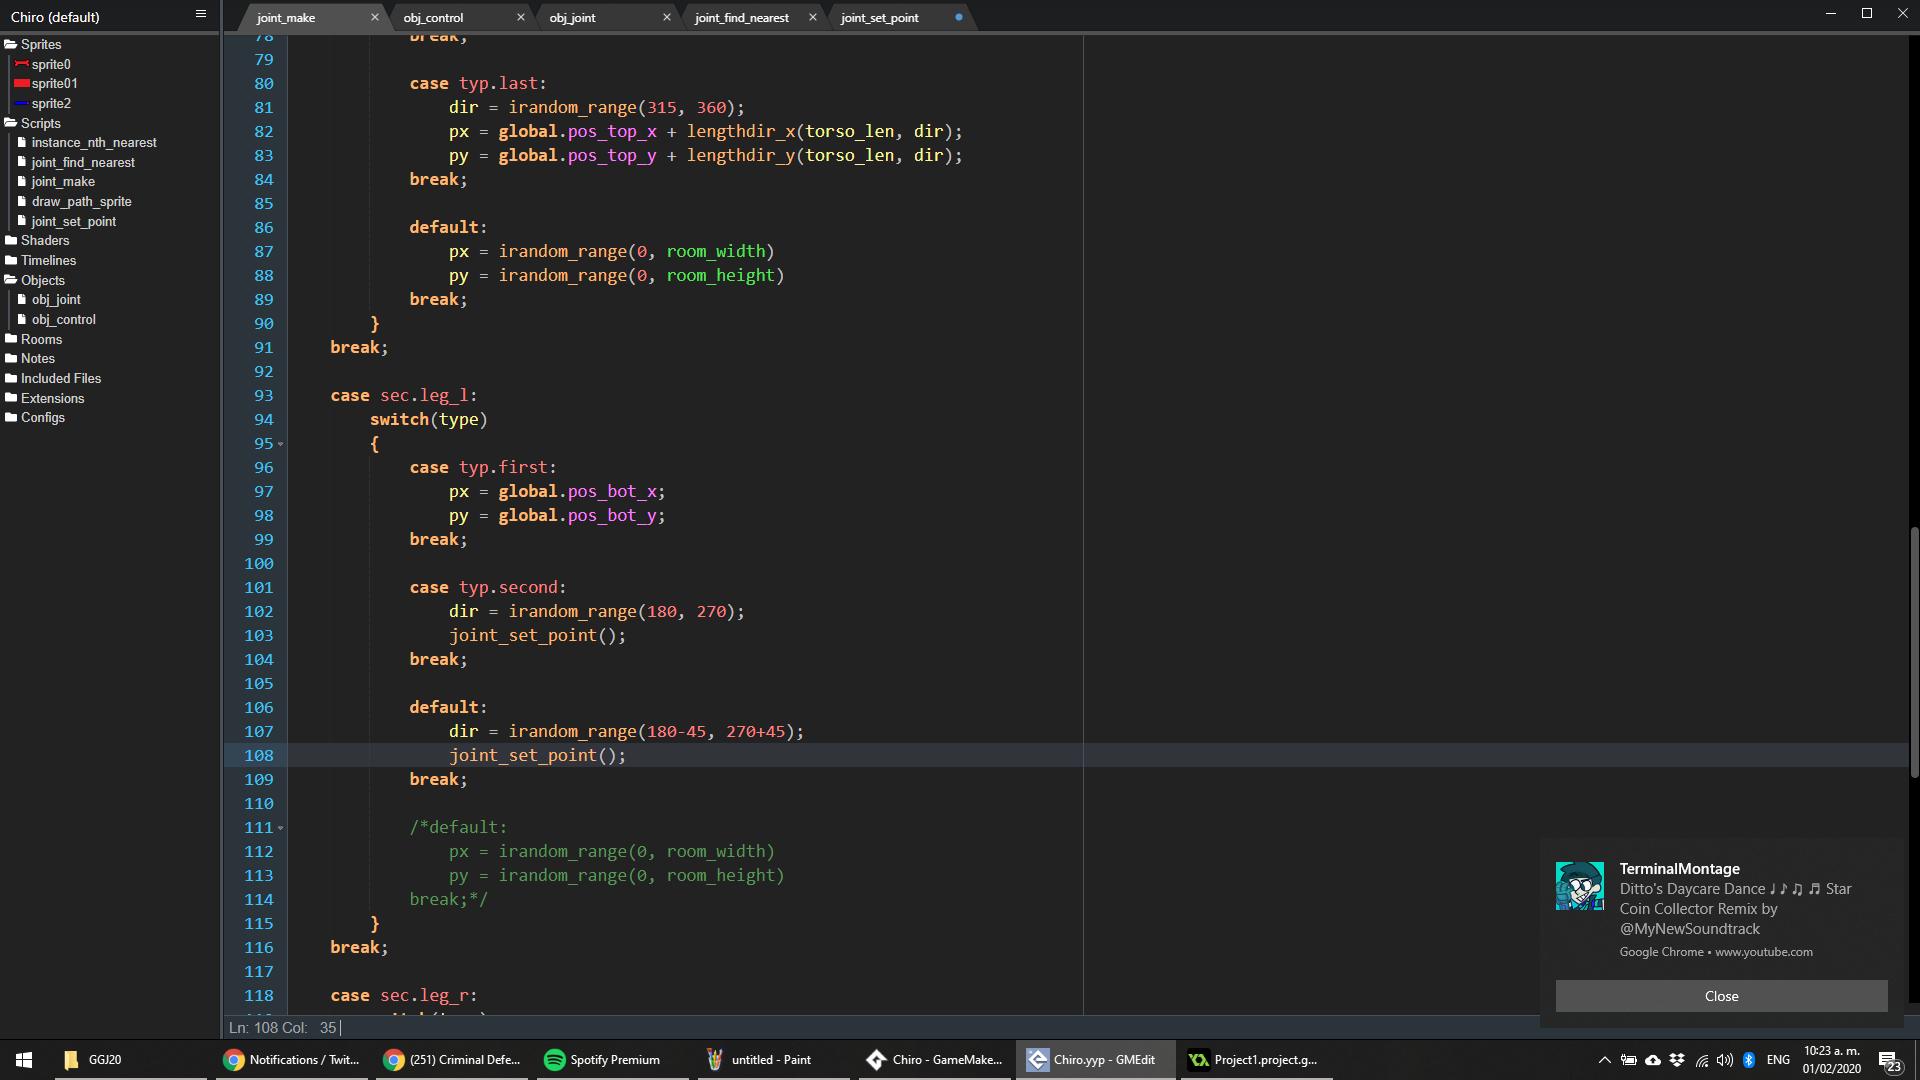 Chiro (default)
joint_make
obj_control
obj_joint
joint_find_nearest
joint_set_point
Sprites
sprite0
sprite01
sprite2
Scripts
instance_nth_nearest
joint_find_nearest
joint_make
draw_path_sprite
joint_set_point
Shaders
Timelines
Objects
obj_joint
obj_control
Rooms
Notes
Included Files
Extensions
Configs
78 break;
79
80 case typ.last:
81 dir = irandom_range(315, 360);
82 px = global.pos_top_x + lengthdir_x(torso_len, dir);
83 py = global.pos_top_y + lengthdir_y(torso_len, dir);
84 break;
85
86 default:
87 px = irandom_range(0, room_width)
88 py = irandom_range(0, room_height)
89 break;
90 }
91 break;
92
93 case sec.leg_l:
94 switch(type)
95 {
96 case typ.first:
97 px = global.pos_bot_x;
98 py = global.pos_bot_y;
99 break;
100
101 case typ.second:
102 dir = irandom_range(180, 270);
103 joint_set_point();
104 break;
105
106 default:
107 dir = irandom_range(180-45, 270+45);
108 joint_set_point();
109 break;
110
111 /*default:
112 px = irandom_range(0, room_width)
113 py = irandom_range(0, room_height)
114 break;*/
115 }
116 break;
117
118 case sec.leg_r:
Ln: 108 Col: 35
TerminalMontage
Ditto's Daycare Dance ♩ ♪ ♫ ♬ Star
Coin Collector Remix by
@MyNewSoundtrack
Google Chrome • www.youtube.com
Close
GGJ20
Notifications / Twit...
(251) Criminal Defe...
Spotify Premium
untitled - Paint
Chiro - GameMake...
Chiro.yyp - GMEdit
Project1.project.g...
ENG
10:23 a. m.
01/02/2020
23